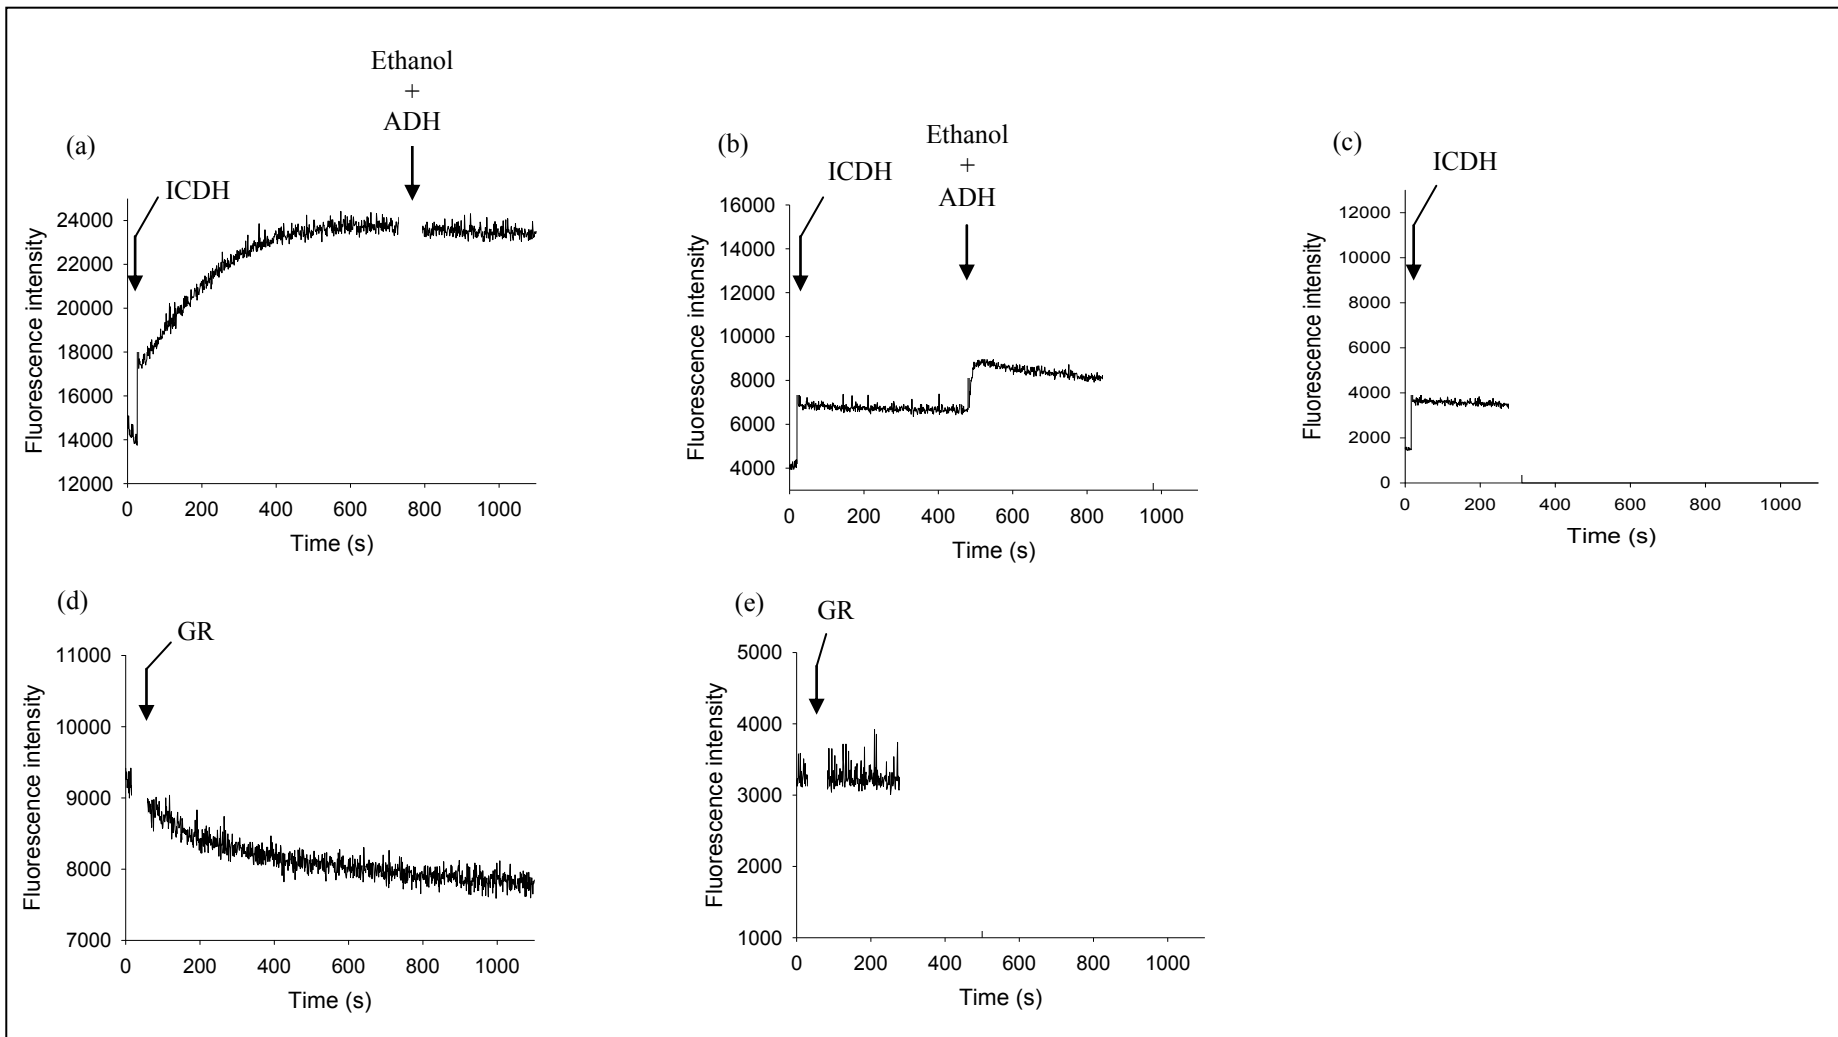 Ethanol
+
ADH
(a)
ICDH
24000
22000
20000
18000
16000
14000
12000
Fluorescence intensity
0 200 400 600 800 1000
Time (s)
(b)
Ethanol
+
ADH
ICDH
16000
14000
12000
10000
8000
6000
4000
Fluorescence intensity
0 200 400 600 800 1000
Time (s)
(c)
ICDH
12000
10000
8000
6000
4000
2000
0
Fluorescence intensity
0 200 400 600 800 1000
Time (s)
(d)
GR
11000
10000
9000
8000
7000
Fluorescence intensity
0 200 400 600 800 1000
Time (s)
(e)
GR
5000
4000
3000
2000
1000
Fluorescence intensity
0 200 400 600 800 1000
Time (s)